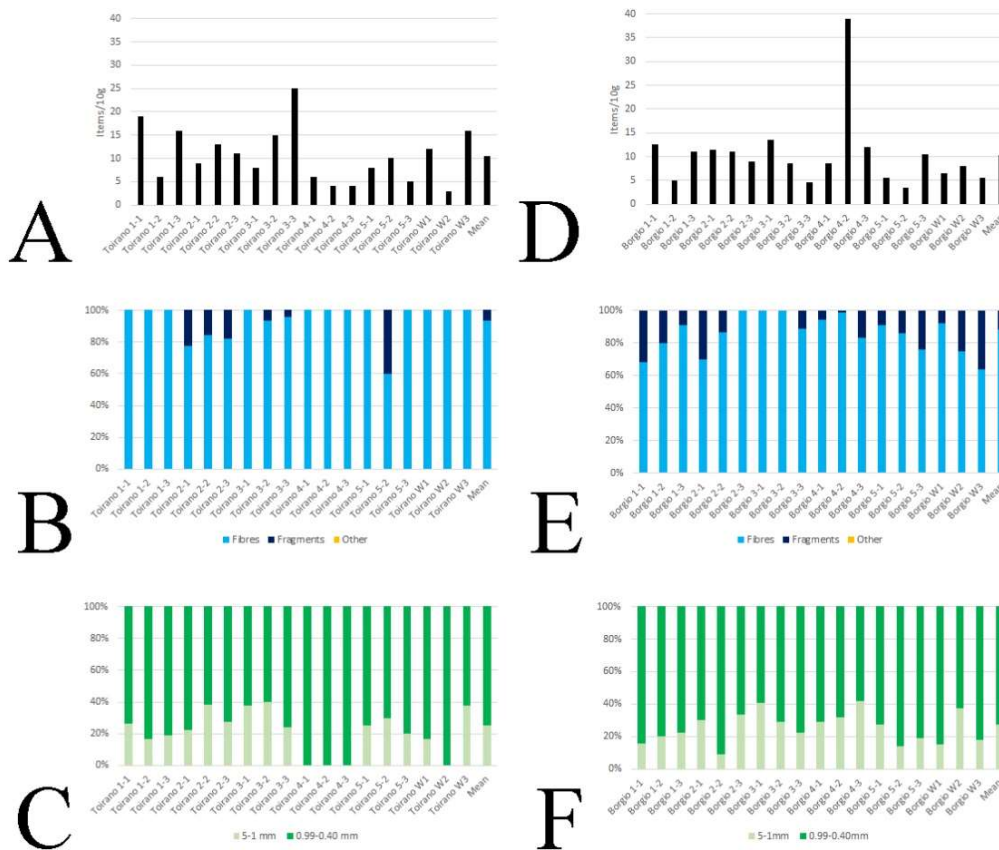 40
35
30
25
20
15
10
5
0
Items/10g
Toirano 1-1
Toirano 1-2
Toirano 1-3
Toirano 2-1
Toirano 2-2
Toirano 2-3
Toirano 3-1
Toirano 3-2
Toirano 3-3
Toirano 4-1
Toirano 4-2
Toirano 4-3
Toirano 5-1
Toirano 5-2
Toirano 5-3
Toirano W1
Toirano W2
Toirano W3
Mean
A
40
35
30
25
20
15
10
5
0
Items/10g
Borgio 1-1
Borgio 1-2
Borgio 1-3
Borgio 2-1
Borgio 2-2
Borgio 2-3
Borgio 3-1
Borgio 3-2
Borgio 3-3
Borgio 4-1
Borgio 4-2
Borgio 4-3
Borgio 5-1
Borgio 5-2
Borgio 5-3
Borgio W1
Borgio W2
Borgio W3
Mean
D
100%
80%
60%
40%
20%
0%
Toirano 1-1
Toirano 1-2
Toirano 1-3
Toirano 2-1
Toirano 2-2
Toirano 2-3
Toirano 3-1
Toirano 3-2
Toirano 3-3
Toirano 4-1
Toirano 4-2
Toirano 4-3
Toirano 5-1
Toirano 5-2
Toirano 5-3
Toirano W1
Toirano W2
Toirano W3
Mean
Fibres Fragments Other
B
100%
80%
60%
40%
20%
0%
Borgio 1-1
Borgio 1-2
Borgio 1-3
Borgio 2-1
Borgio 2-2
Borgio 2-3
Borgio 3-1
Borgio 3-2
Borgio 3-3
Borgio 4-1
Borgio 4-2
Borgio 4-3
Borgio 5-1
Borgio 5-2
Borgio 5-3
Borgio W1
Borgio W2
Borgio W3
Mean
Fibres Fragments Other
E
100%
80%
60%
40%
20%
0%
Toirano 1-1
Toirano 1-2
Toirano 1-3
Toirano 2-1
Toirano 2-2
Toirano 2-3
Toirano 3-1
Toirano 3-2
Toirano 3-3
Toirano 4-1
Toirano 4-2
Toirano 4-3
Toirano 5-1
Toirano 5-2
Toirano 5-3
Toirano W1
Toirano W2
Toirano W3
Mean
5-1 mm 0.99-0.40 mm
C
100%
80%
60%
40%
20%
0%
Borgio 1-1
Borgio 1-2
Borgio 1-3
Borgio 2-1
Borgio 2-2
Borgio 2-3
Borgio 3-1
Borgio 3-2
Borgio 3-3
Borgio 4-1
Borgio 4-2
Borgio 4-3
Borgio 5-1
Borgio 5-2
Borgio 5-3
Borgio W1
Borgio W2
Borgio W3
Mean
5-1mm 0.99-0.40mm
F